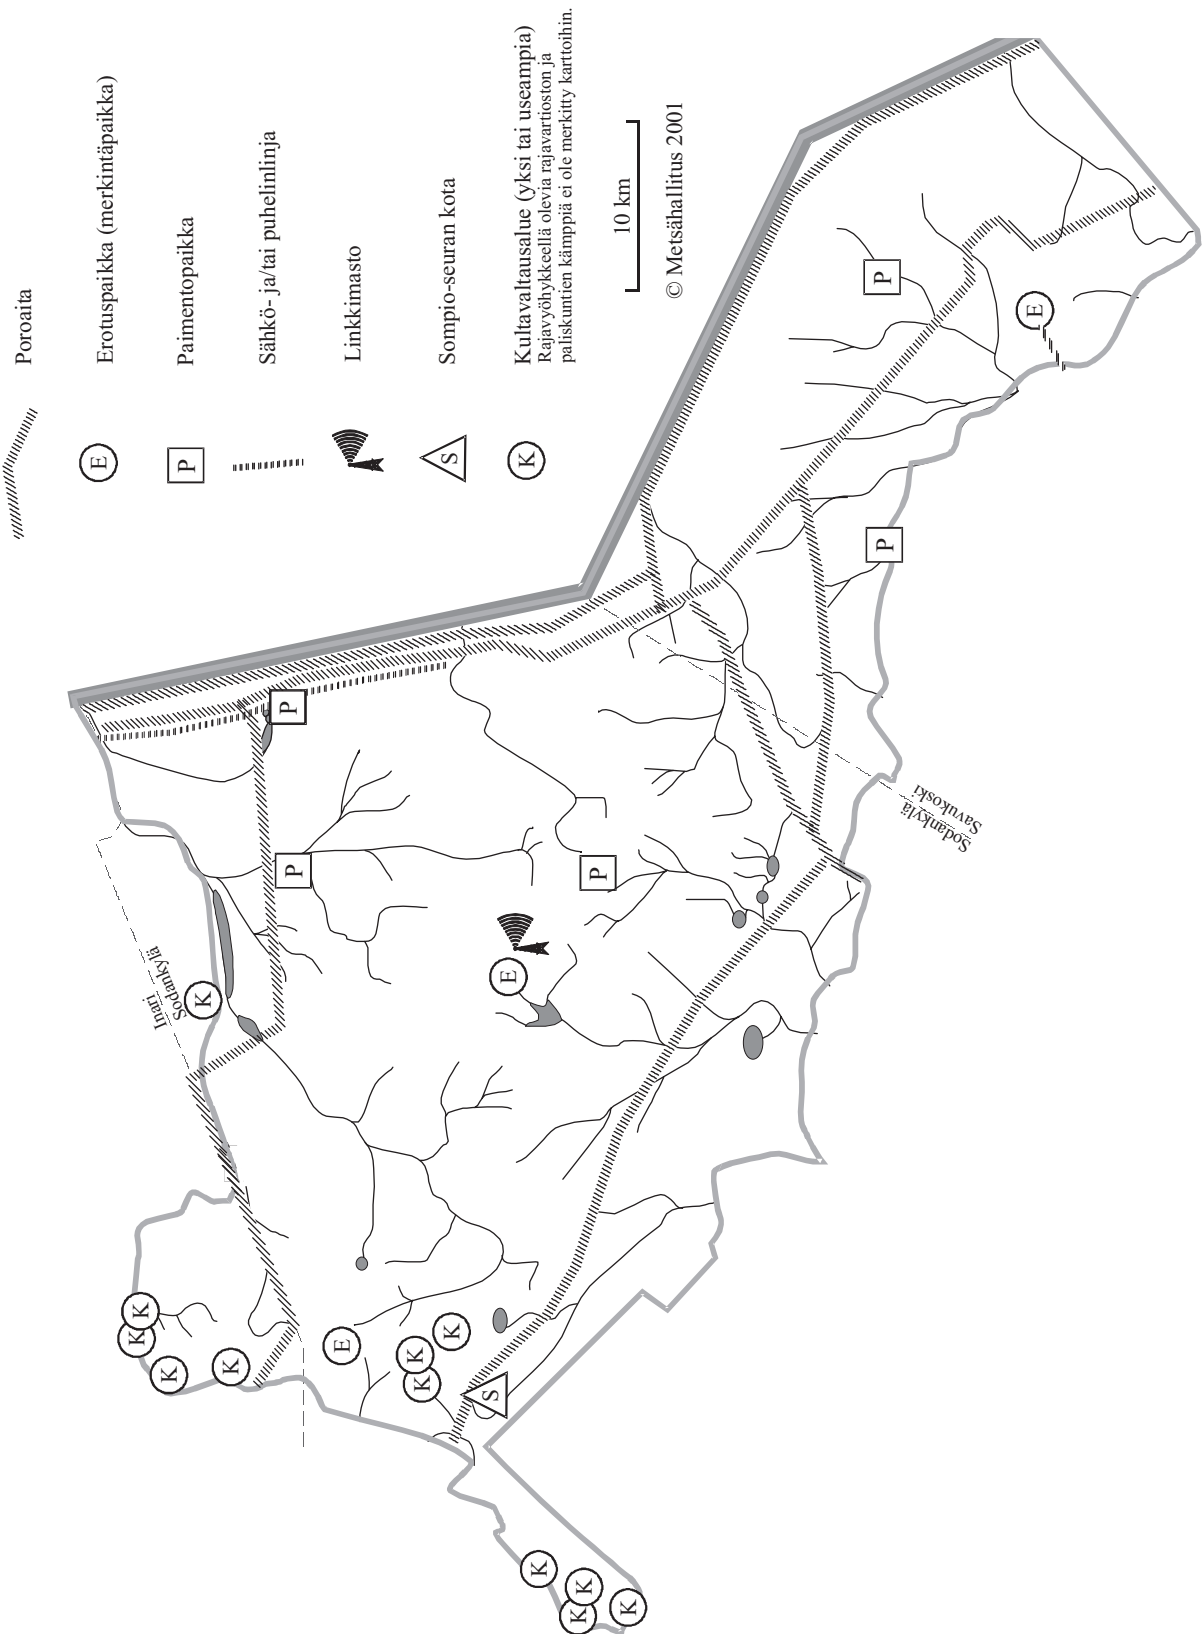 Poroaita
E
Erotuspaikka (merkintäpaikka)
P
Paimentopaikka
Sähkö- ja/tai puhelinlinja
Linkkimasto
S
Sompio-seuran kota
K
Kultavaltausalue (yksi tai useampia)
Rajavyöhykkeellä olevia rajavartioston ja
paliskuntien kämppiä ei ole merkitty karttoihin.
10 km
© Metsähallitus 2001
Inari
Sodankylä
Sodankylä
Savukoski
K
K
K
K
K
E
K
K
K
S
K
K
K
K
E
P
P
P
P
P
E